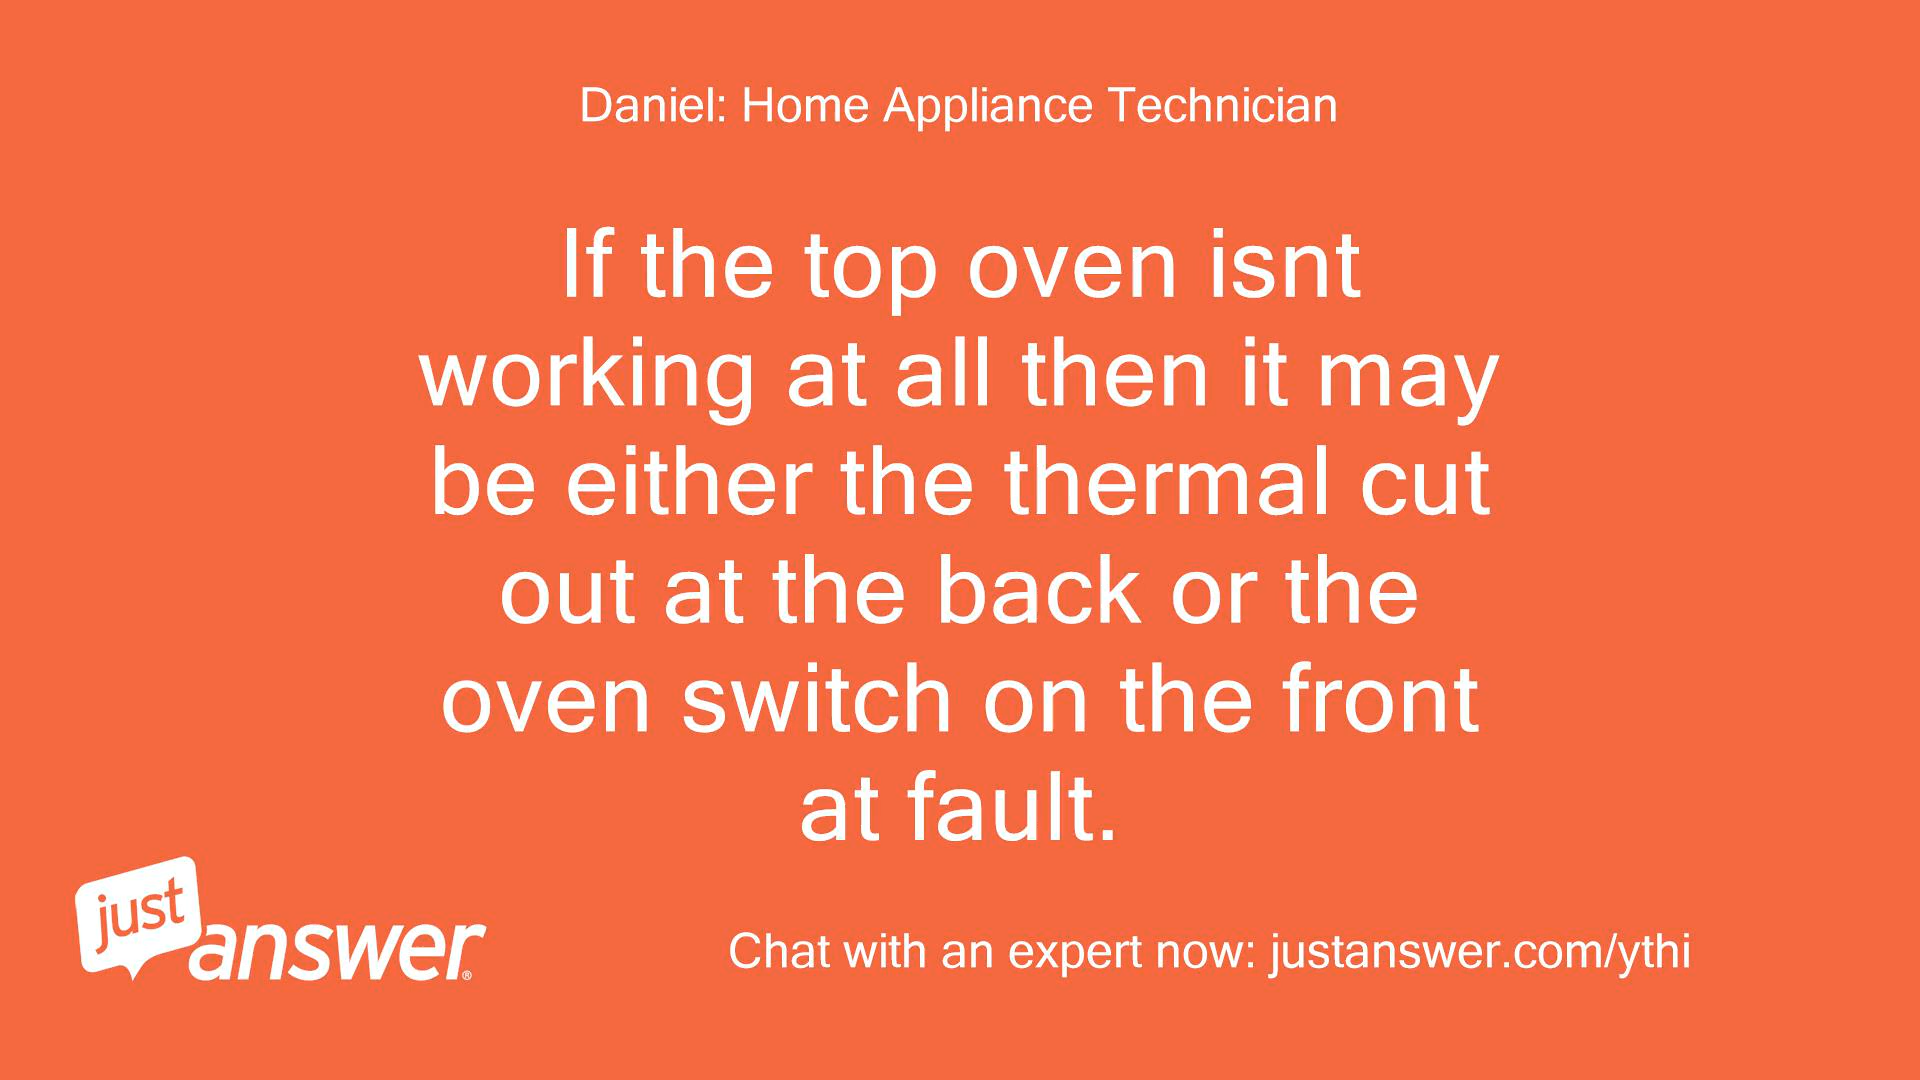 Daniel: Home Appliance Technician
If the top oven isnt
working at all then it may
be either the thermal cut
out at the back or the
oven switch on the front
at fault.
just
answer®
Chat with an expert now: justanswer.com/ythi